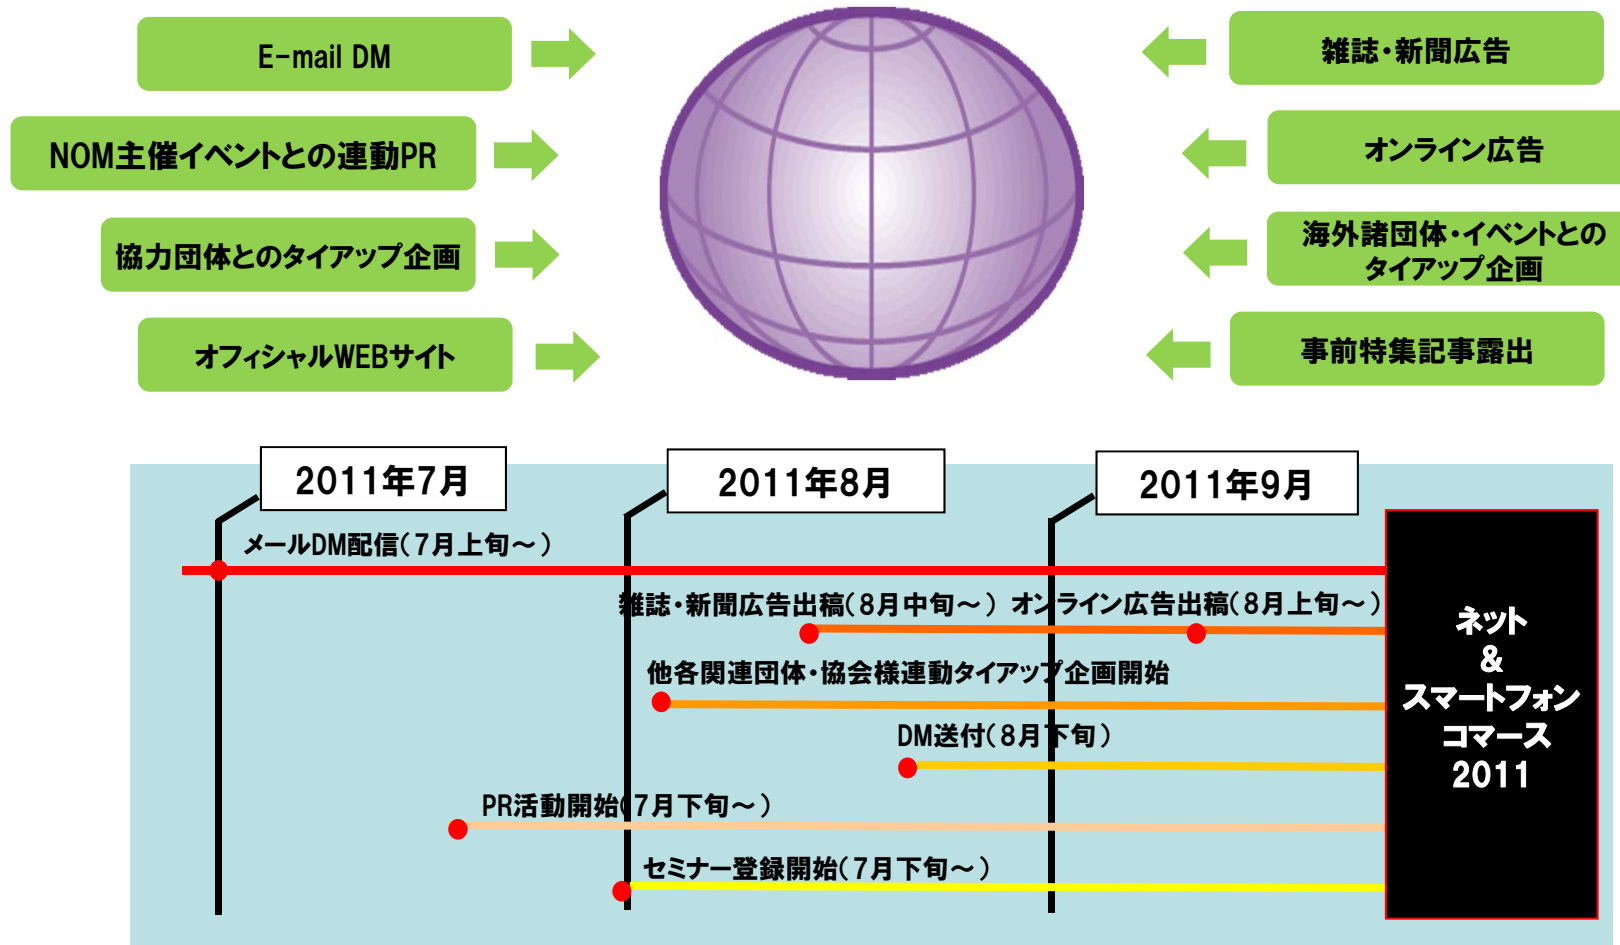 E-mail DM
NOM主催イベントとの連動PR
協力団体とのタイアップ企画
オフィシャルWEBサイト
雑誌・新聞広告
オンライン広告
海外諸団体・イベントとの
タイアップ企画
事前特集記事露出
2011年7月
2011年8月
2011年9月
メールDM配信(7月上旬~)
雑誌・新聞広告出稿(8月中旬~)
オンライン広告出稿(8月上旬~)
他各関連団体・協会様連動タイアップ企画開始
DM送付(8月下旬)
PR活動開始(7月下旬~)
セミナー登録開始(7月下旬~)
ネット
&
スマートフォン
コマース
2011